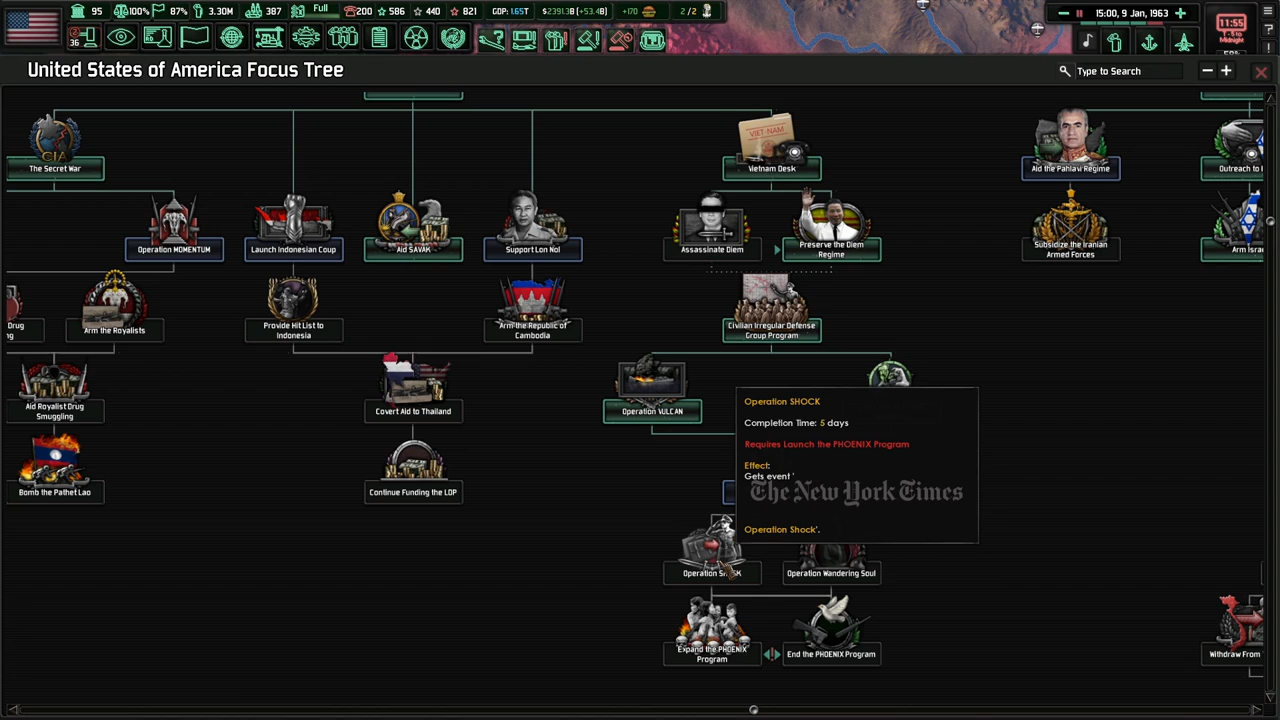 95 100% 87% 3.30M 387 Full 200 586 440 821 GDP: 1.65T $2391.3B (+53.4B) +170 2 / 2 15:00, 9 Jan, 1963 11:55
36
United States of America Focus Tree
Type to Search
VIET NAM
CIA
The Secret War
Vietnam Desk
Aid the Pahlavi Regime
Outreach to
Operation MOMENTUM
Launch Indonesian Coup
Aid SAVAK
Support Lon Nol
Assassinate Diem
Preserve the Diem
Regime
Subsidize the Iranian
Armed Forces
Arm Isra
Drug
ng
Arm the Royalists
Provide Hit List to
Indonesia
Arm the Republic of
Cambodia
Civilian Irregular Defense
Group Program
Aid Royalist Drug
Smuggling
Covert Aid to Thailand
Operation VULCAN
Operation SHOCK
Completion Time: 5 days
Requires Launch the PHOENIX Program
Effect:
Gets event '
The New York Times
Operation Shock'.
Bomb the Pathet Lao
Continue Funding the LDP
Operation Wandering Soul
Expand the PHOENIX
Program
End the PHOENIX Program
Withdraw From